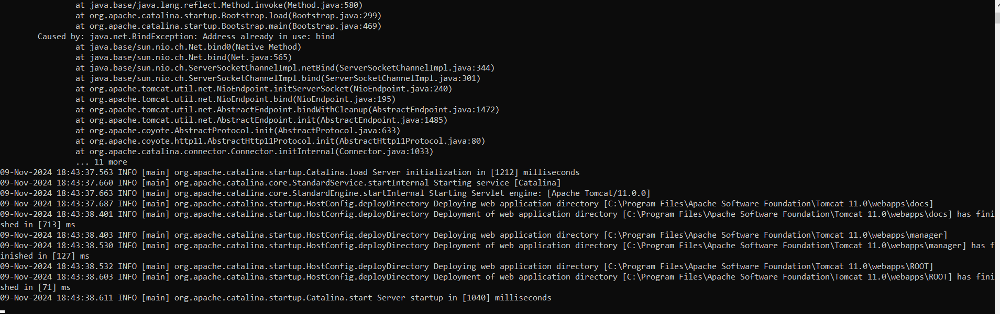 at java.base/java.lang.reflect.Method.invoke(Method.java:580)
at org.apache.catalina.startup.Bootstrap.load(Bootstrap.java:299)
at org.apache.catalina.startup.Bootstrap.main(Bootstrap.java:469)
Caused by: java.net.BindException: Address already in use: bind
at java.base/sun.nio.ch.Net.bind0(Native Method)
at java.base/sun.nio.ch.Net.bind(Net.java:565)
at java.base/sun.nio.ch.ServerSocketChannelImpl.netBind(ServerSocketChannelImpl.java:344)
at java.base/sun.nio.ch.ServerSocketChannelImpl.bind(ServerSocketChannelImpl.java:301)
at org.apache.tomcat.util.net.NioEndpoint.initServerSocket(NioEndpoint.java:240)
at org.apache.tomcat.util.net.NioEndpoint.bind(NioEndpoint.java:195)
at org.apache.tomcat.util.net.AbstractEndpoint.bindWithCleanup(AbstractEndpoint.java:1472)
at org.apache.tomcat.util.net.AbstractEndpoint.init(AbstractEndpoint.java:1485)
at org.apache.coyote.AbstractProtocol.init(AbstractProtocol.java:633)
at org.apache.coyote.http11.AbstractHttp11Protocol.init(AbstractHttp11Protocol.java:80)
at org.apache.catalina.connector.Connector.initInternal(Connector.java:1033)
... 11 more
09-Nov-2024 18:43:37.563 INFO [main] org.apache.catalina.startup.Catalina.load Server initialization in [1212] milliseconds
09-Nov-2024 18:43:37.660 INFO [main] org.apache.catalina.core.StandardService.startInternal Starting service [Catalina]
09-Nov-2024 18:43:37.663 INFO [main] org.apache.catalina.core.StandardEngine.startInternal Starting Servlet engine: [Apache Tomcat/11.0.0]
09-Nov-2024 18:43:37.687 INFO [main] org.apache.catalina.startup.HostConfig.deployDirectory Deploying web application directory [C:\Program Files\Apache Software Foundation\Tomcat 11.0\webapps\docs]
09-Nov-2024 18:43:38.401 INFO [main] org.apache.catalina.startup.HostConfig.deployDirectory Deployment of web application directory [C:\Program Files\Apache Software Foundation\Tomcat 11.0\webapps\docs] has fini
shed in [713] ms
09-Nov-2024 18:43:38.403 INFO [main] org.apache.catalina.startup.HostConfig.deployDirectory Deploying web application directory [C:\Program Files\Apache Software Foundation\Tomcat 11.0\webapps\manager]
09-Nov-2024 18:43:38.530 INFO [main] org.apache.catalina.startup.HostConfig.deployDirectory Deployment of web application directory [C:\Program Files\Apache Software Foundation\Tomcat 11.0\webapps\manager] has f
inished in [127] ms
09-Nov-2024 18:43:38.532 INFO [main] org.apache.catalina.startup.HostConfig.deployDirectory Deploying web application directory [C:\Program Files\Apache Software Foundation\Tomcat 11.0\webapps\ROOT]
09-Nov-2024 18:43:38.603 INFO [main] org.apache.catalina.startup.HostConfig.deployDirectory Deployment of web application directory [C:\Program Files\Apache Software Foundation\Tomcat 11.0\webapps\ROOT] has fini
shed in [71] ms
09-Nov-2024 18:43:38.611 INFO [main] org.apache.catalina.startup.Catalina.start Server startup in [1040] milliseconds